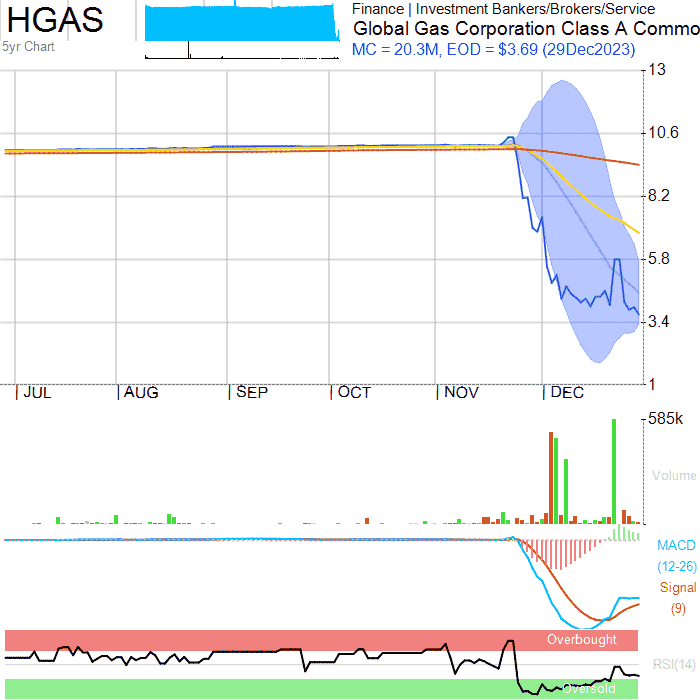 HGAS
5yr Chart
Finance | Investment Bankers/Brokers/Service
Global Gas Corporation Class A Commo
MC = 20.3M, EOD = $3.69 (29Dec2023)
13
10.6
8.2
5.8
3.4
1
|JUL |AUG |SEP |OCT |NOV |DEC
585k
Volume
MACD
(12-26)
Signal
(9)
Overbought
RSI(14)
Oversold